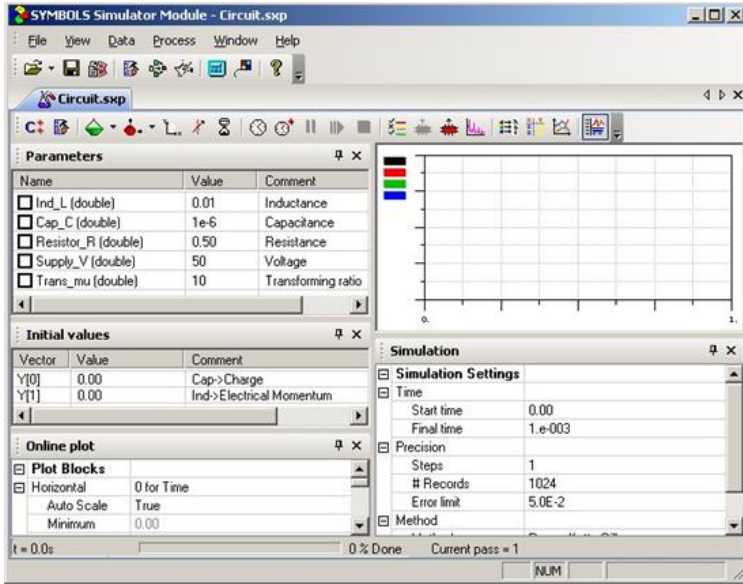 SYMBOLS Simulator Module - Circuit.sxp
File View Data Process Window Help
Circuit.sxp
Parameters
Name Value Comment
Ind_L (double) 0.01 Inductance
Cap_C (double) 1e-6 Capacitance
Resistor_R (double) 0.50 Resistance
Supply_V (double) 50 Voltage
Trans_mu (double) 10 Transforming ratio
Initial values
Vector Value Comment
Y[0] 0.00 Cap->Charge
Y[1] 0.00 Ind->Electrical Momentum
Online plot
Plot Blocks
Horizontal 0 for Time
Auto Scale True
Minimum 0.00
0. 1.
Simulation
Simulation Settings
Time
Start time 0.00
Final time 1.e-003
Precision
Steps 1
# Records 1024
Error limit 5.0E-2
Method
t = 0.0s 0 % Done Current pass = 1
NUM